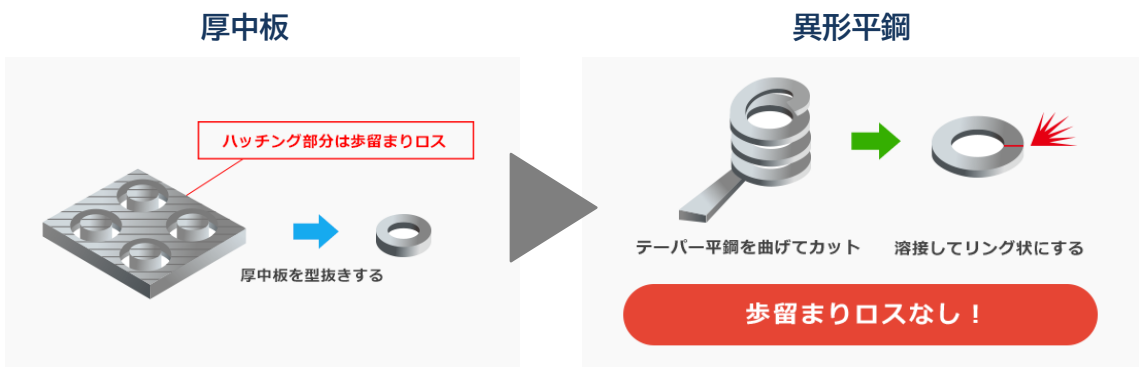 厚中板
異形平鋼
ハッチング部分は歩留まりロス
厚中板を型抜きする
テーパー平鋼を曲げてカット
溶接してリング状にする
歩留まりロスなし！